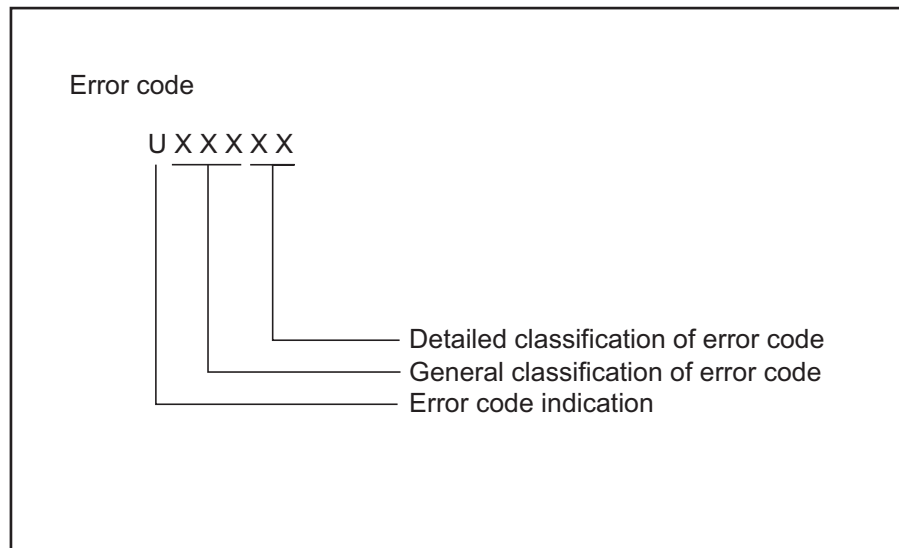 Error code
U X X X X X
Detailed classification of error code
General classification of error code
Error code indication